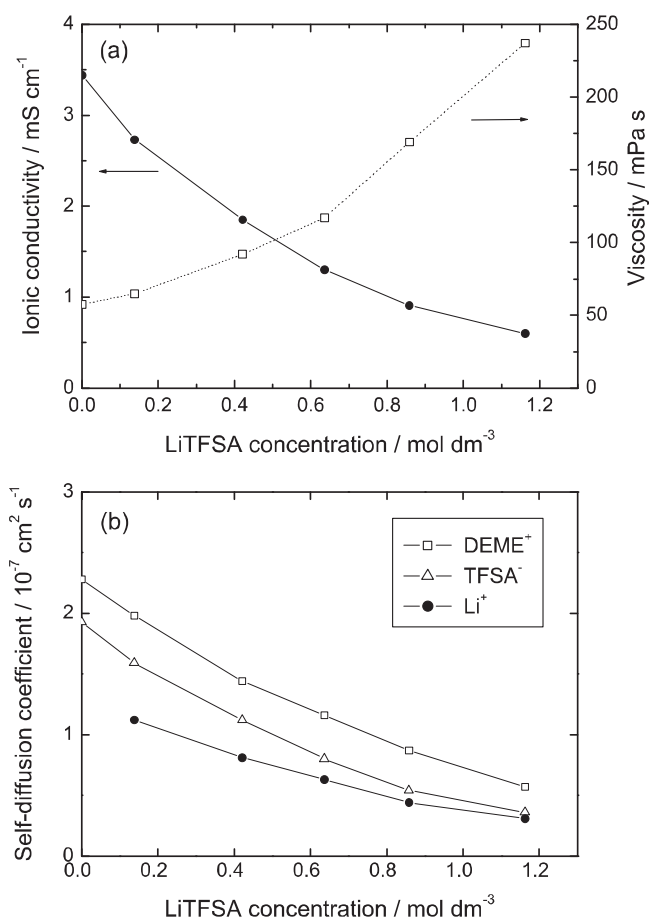 (a)
Ionic conductivity / mS cm⁻¹
4
3
2
1
0
Viscosity / mPa s
250
200
150
100
50
0
0.0 0.2 0.4 0.6 0.8 1.0 1.2
LiTFSA concentration / mol dm⁻³
(b)
Self-diffusion coefficient / 10⁻⁷ cm² s⁻¹
3
2
1
0
DEME⁺
TFSA⁻
Li⁺
0.0 0.2 0.4 0.6 0.8 1.0 1.2
LiTFSA concentration / mol dm⁻³